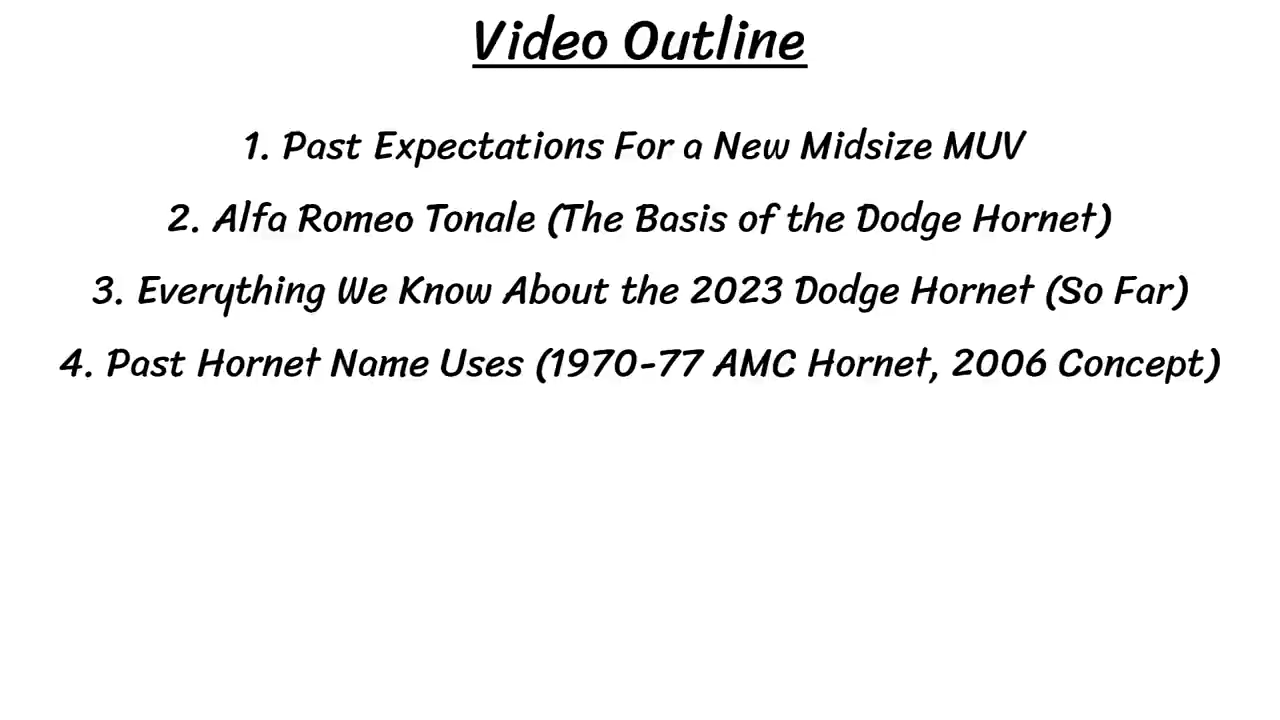 Video Outline
1. Past Expectations For a New Midsize MUV
2. Alfa Romeo Tonale (The Basis of the Dodge Hornet)
3. Everything We Know About the 2023 Dodge Hornet (So Far)
4. Past Hornet Name Uses (1970-77 AMC Hornet, 2006 Concept)